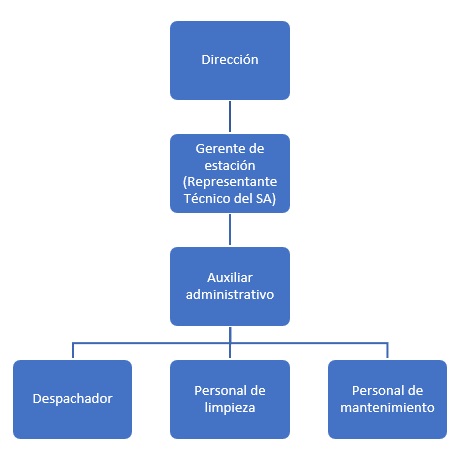 Dirección
Gerente de
estación
(Representante
Técnico del SA)
Auxiliar
administrativo
Despachador
Personal de
limpieza
Personal de
mantenimiento